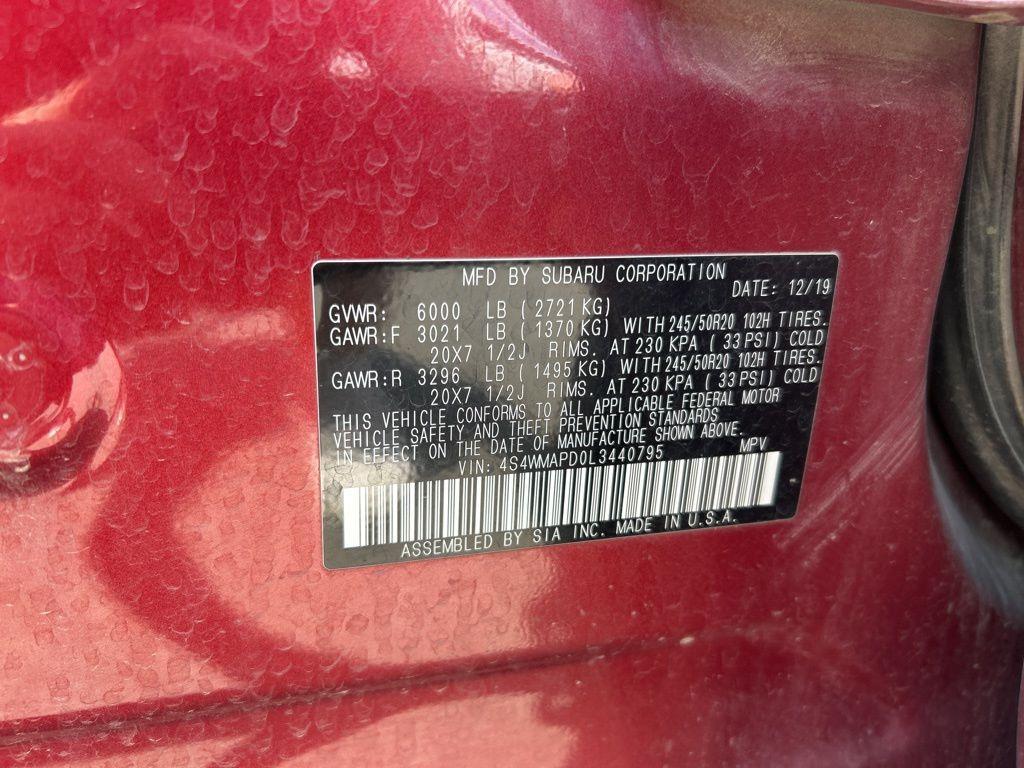 MFD BY SUBARU CORPORATION
DATE: 12/19
GVWR: 6000 LB ( 2721 KG)
GAWR:F 3021 LB ( 1370 KG) WITH 245/50R20 102H TIRES.
20X7 1/2J RIMS. AT 230 KPA ( 33 PSI) COLD
GAWR:R 3296 LB ( 1495 KG) WITH 245/50R20 102H TIRES.
20X7 1/2J RIMS. AT 230 KPA ( 33 PSI) COLD
THIS VEHICLE CONFORMS TO ALL APPLICABLE FEDERAL MOTOR
VEHICLE SAFETY AND THEFT PREVENTION STANDARDS
IN EFFECT ON THE DATE OF MANUFACTURE SHOWN ABOVE.
VIN: 4S4WMAPD0L3440795 MPV
ASSEMBLED BY SIA INC. MADE IN U.S.A.